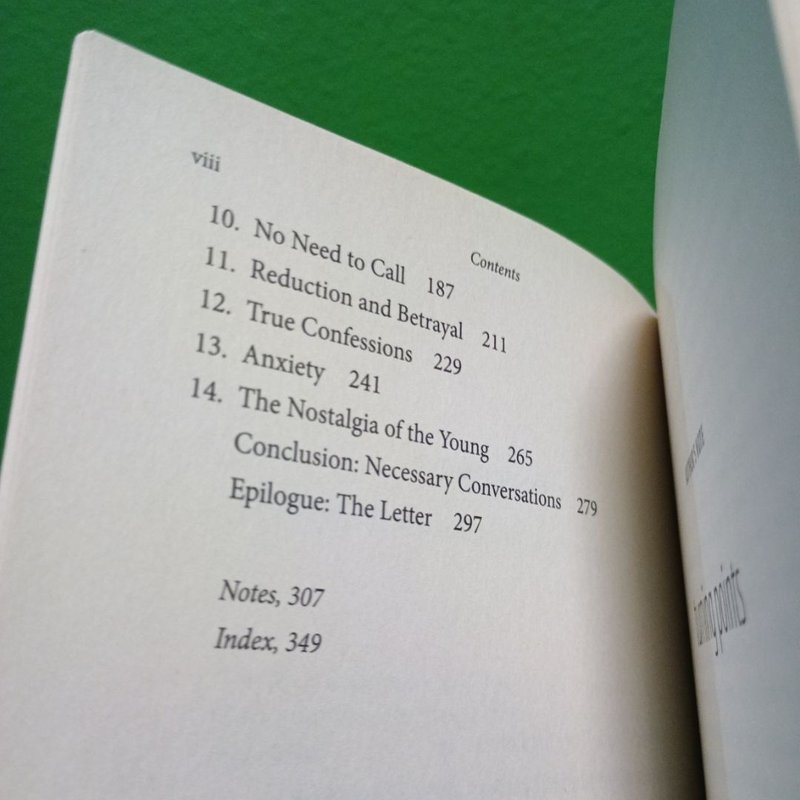 viii
Contents
10. No Need to Call 187
11. Reduction and Betrayal 211
12. True Confessions 229
13. Anxiety 241
14. The Nostalgia of the Young 265
Conclusion: Necessary Conversations 279
Epilogue: The Letter 297
Notes, 307
Index, 349
points